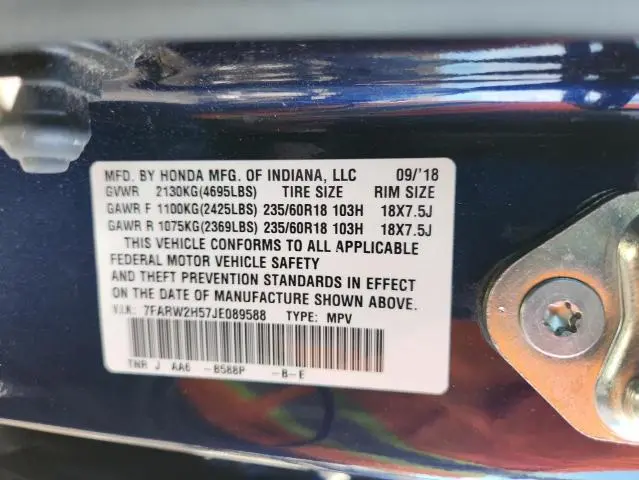 MFD. BY HONDA MFG. OF INDIANA, LLC 09/'18
GVWR 2130KG(4695LBS) TIRE SIZE RIM SIZE
GAWR F 1100KG(2425LBS) 235/60R18 103H 18X7.5J
GAWR R 1075KG(2369LBS) 235/60R18 103H 18X7.5J
THIS VEHICLE CONFORMS TO ALL APPLICABLE
FEDERAL MOTOR VEHICLE SAFETY
AND THEFT PREVENTION STANDARDS IN EFFECT
ON THE DATE OF MANUFACTURE SHOWN ABOVE.
V.I.N: 7FARW2H57JE089588 TYPE: MPV
TNR J AA6 -B588P -B-E